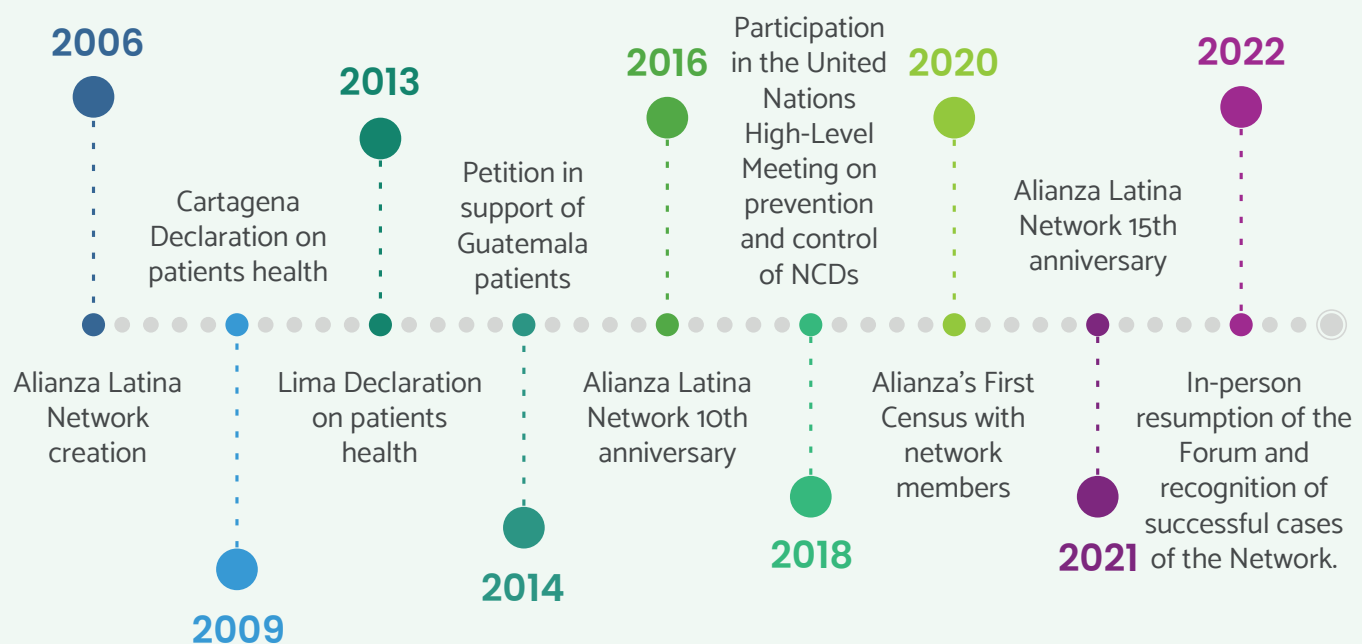 2006
Alianza Latina
Network
creation
Cartagena
Declaration on
patients health
2009
2013
Lima Declaration
on patients
health
Petition in
support of
Guatemala
patients
2014
2016
Alianza Latina
Network 10th
anniversary
Participation
in the United
Nations
High-Level
Meeting on
prevention
and control
of NCDs
2018
2020
Alianza’s First
Census with
network
members
Alianza Latina
Network 15th
anniversary
2021
2022
In-person
resumption of the
Forum and
recognition of
successful cases
of the Network.